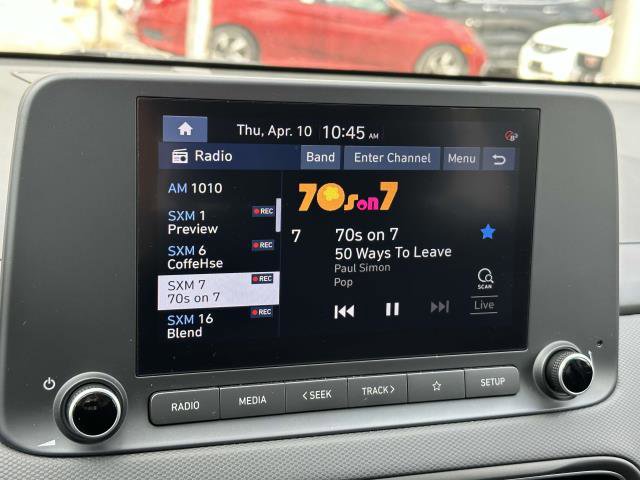 Thu, Apr. 10 10:45 AM
Radio Band Enter Channel Menu
AM 1010
SXM 1 REC
Preview
SXM 6 REC
CoffeHse
SXM 7 REC
70s on 7
SXM 16 REC
Blend
70s on 7
7 70s on 7
50 Ways To Leave
Paul Simon
Pop
SCAN
Live
RADIO MEDIA < SEEK TRACK > SETUP